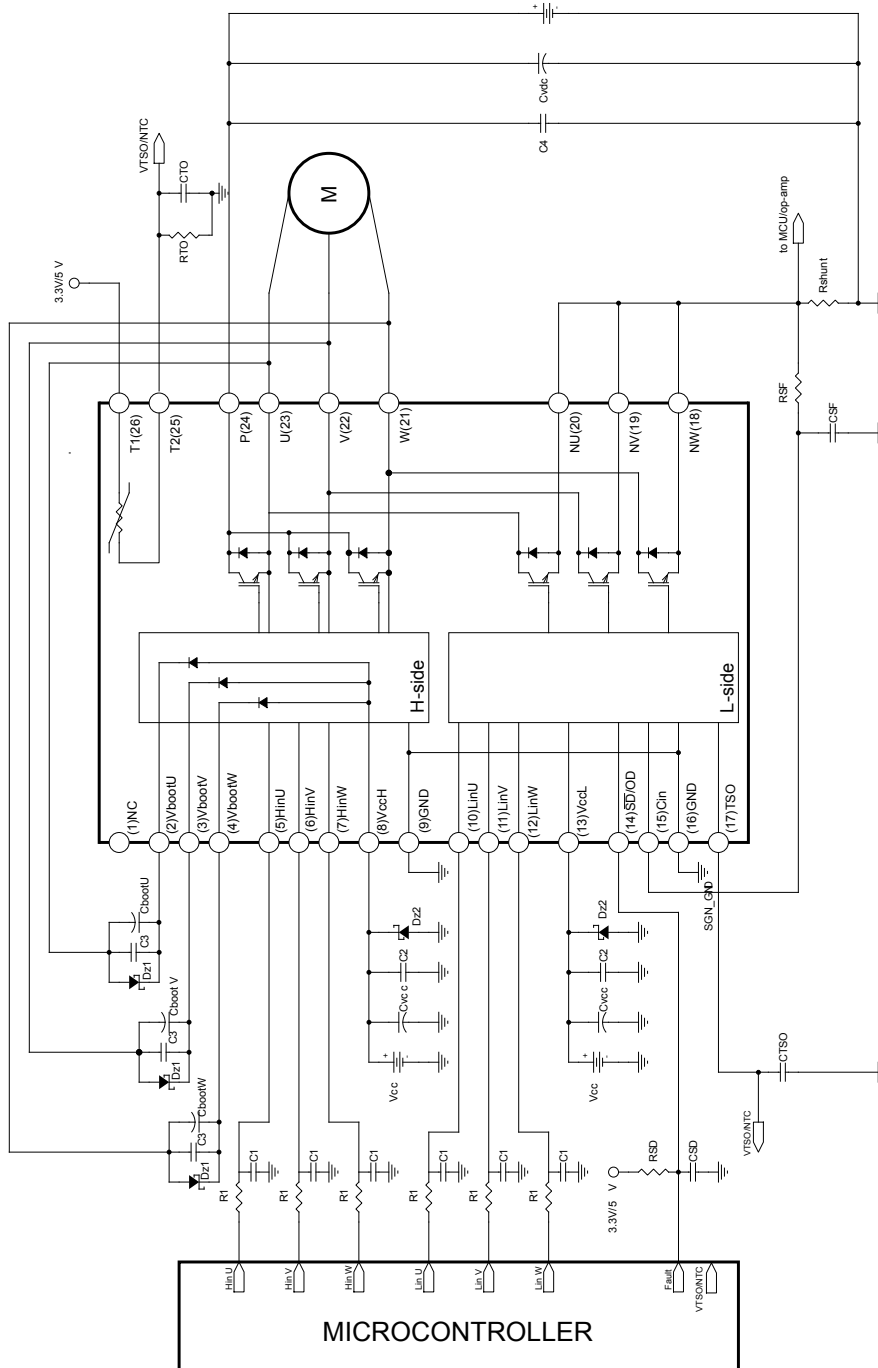 + -
Cvdc
C4
VTSO/NTC
CTO
RTO
M
3.3V/5 V
to MCU/op-amp
Rshunt
RSF
CSF
T1(26)
T2(25)
P(24)
U(23)
V(22)
W(21)
NU(20)
NV(19)
NW(18)
H-side
L-side
(1)NC
(2)VbootU
(3)VbootV
(4)VbootW
(5)HinU
(6)HinV
(7)HinW
(8)VccH
(9)GND
(10)LinU
(11)LinV
(12)LinW
(13)VccL
(14)SD/OD
(15)Cin
(16)GND
(17)TSO
SGN_GND
CbootU
C3
Dz1
Cboot V
C3
Dz1
CbootW
C3
Dz1
Dz2
C2
Cvc c
+ -
Vcc
Dz2
C2
Cvcc
+ -
Vcc
CTSO
VTSO/NTC
R1
C1
R1
C1
R1
C1
R1
C1
R1
C1
R1
C1
3.3V/5 V
RSD
CSD
Hin U
Hin V
Hin W
Lin U
Lin V
Lin W
Fault
VTSO/NTC
MICROCONTROLLER